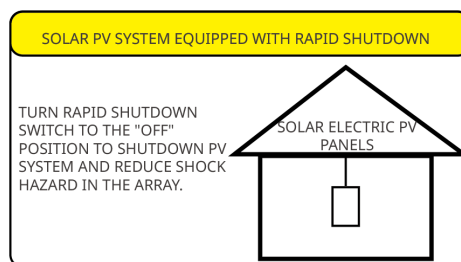 SOLAR PV SYSTEM EQUIPPED WITH RAPID SHUTDOWN
TURN RAPID SHUTDOWN
SWITCH TO THE "OFF"
POSITION TO SHUTDOWN PV
SYSTEM AND REDUCE SHOCK
HAZARD IN THE ARRAY.
SOLAR ELECTRIC PV
PANELS